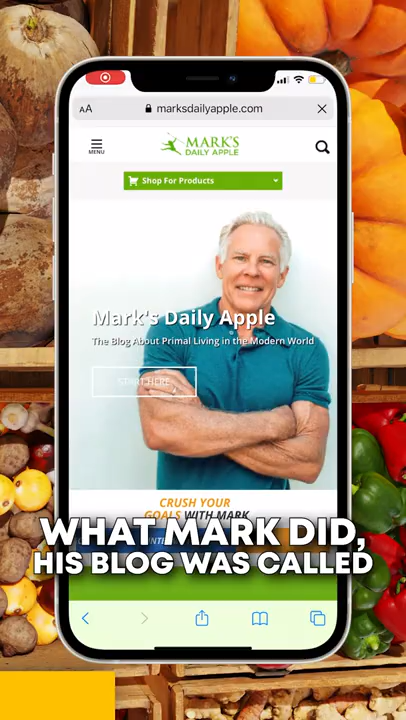 AA
marksdailyapple.com
MENU
MARK'S
DAILY APPLE
Shop For Products
Mark's Daily Apple
The Blog About Primal Living in the Modern World
START HERE
CRUSH YOUR
GOALS WITH MARK
WHAT MARK DID,
HIS BLOG WAS CALLED